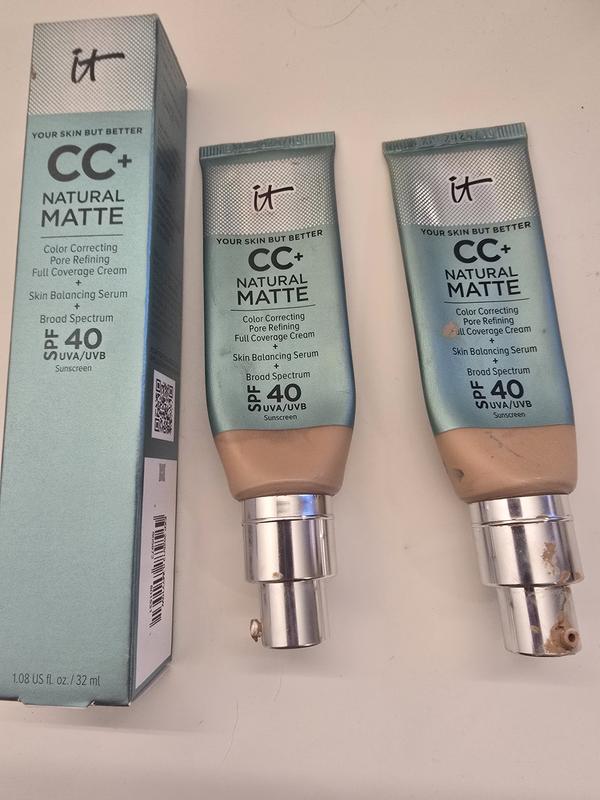 it
YOUR SKIN BUT BETTER
CC+
NATURAL
MATTE
Color Correcting
Pore Refining
Full Coverage Cream
+
Skin Balancing Serum
+
Broad Spectrum
SPF 40
UVA/UVB
Sunscreen
1.08 US fl. oz. / 32 ml
it
YOUR SKIN BUT BETTER
CC+
NATURAL
MATTE
Color Correcting
Pore Refining
Full Coverage Cream
+
Skin Balancing Serum
+
Broad Spectrum
SPF 40
UVA/UVB
Sunscreen
it
YOUR SKIN BUT BETTER
CC+
NATURAL
MATTE
Color Correcting
Pore Refining
Full Coverage Cream
+
Skin Balancing Serum
+
Broad Spectrum
SPF 40
UVA/UVB
Sunscreen